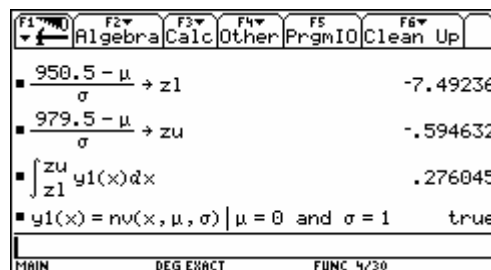 F1 F2 F3 F4 F5 F6
Algebra Calc Other PrgmIO Clean Up
950.5 - μ
σ → zl -7.49236
979.5 - μ
σ → zu -.594632
∫ zu
zl y1(x)dx .276045
y1(x) = nv(x, μ, σ) | μ = 0 and σ = 1 true
MAIN DEG EXACT FUNC 4/30